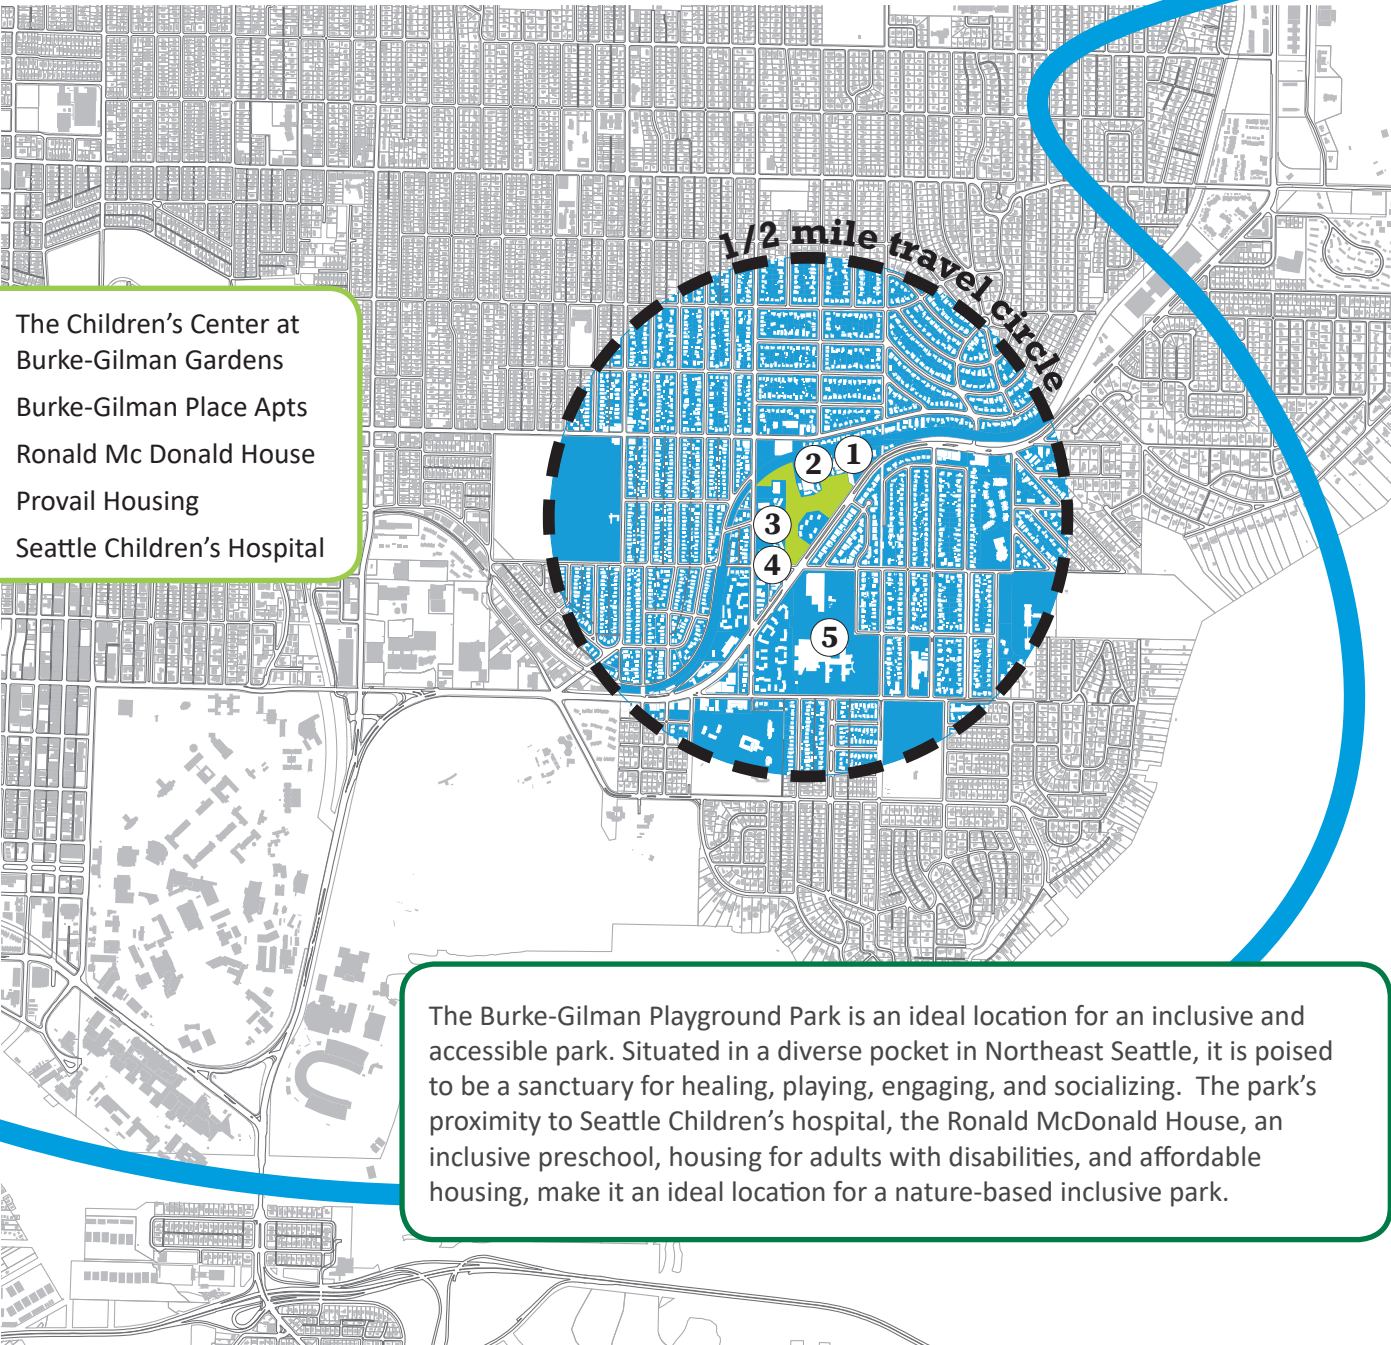 1/2 mile travel circle
The Children’s Center at
Burke-Gilman Gardens
Burke-Gilman Place Apts
Ronald Mc Donald House
Provail Housing
Seattle Children’s Hospital
1
2
3
4
5
The Burke-Gilman Playground Park is an ideal location for an inclusive and
accessible park. Situated in a diverse pocket in Northeast Seattle, it is poised
to be a sanctuary for healing, playing, engaging, and socializing.  The park’s
proximity to Seattle Children’s hospital, the Ronald McDonald House, an
inclusive preschool, housing for adults with disabilities, and affordable
housing, make it an ideal location for a nature-based inclusive park.